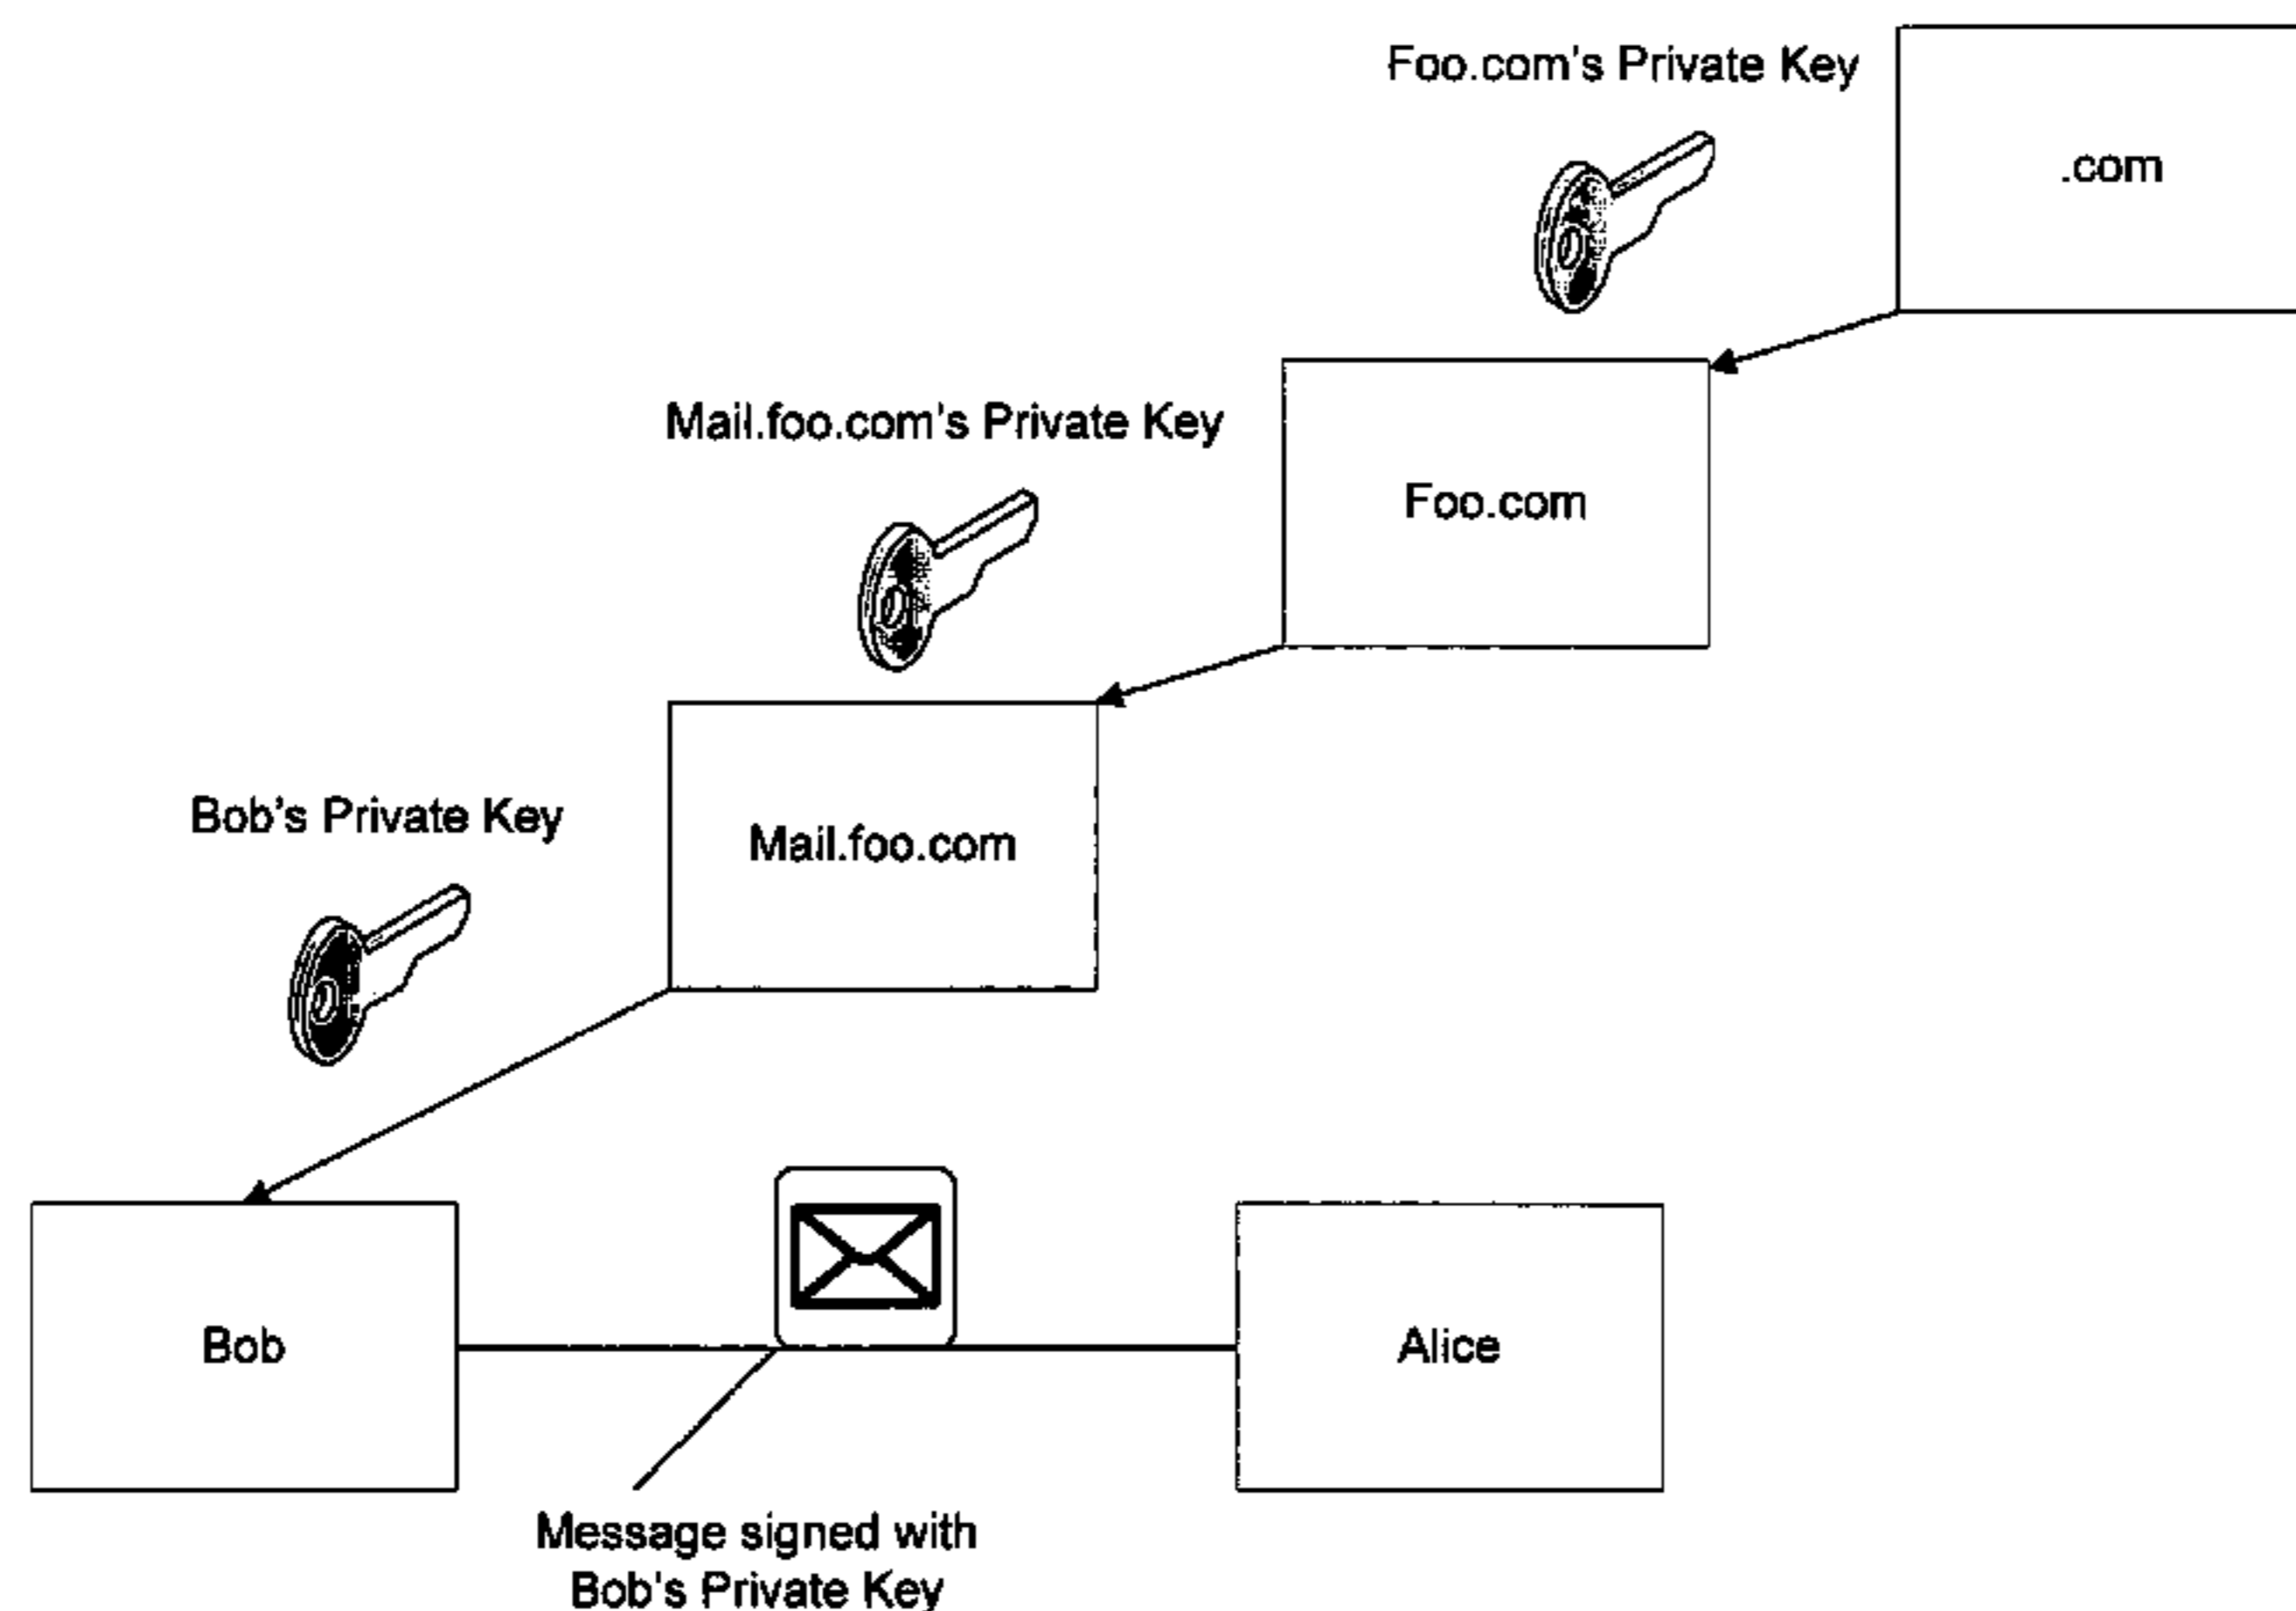 Foo.com's Private Key
.com
Mail.foo.com's Private Key
Foo.com
Bob's Private Key
Mail.foo.com
Bob
Alice
Message signed with
Bob's Private Key